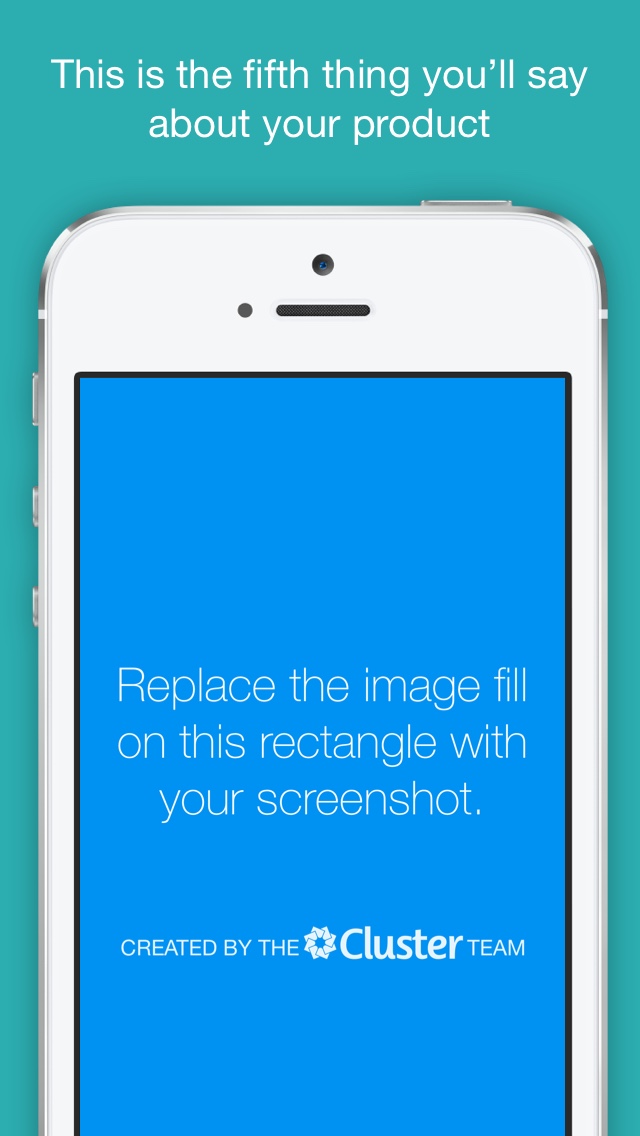 This is the fifth thing you’ll say
about your product
Replace the image fill
on this rectangle with
your screenshot.
CREATED BY THE Cluster TEAM